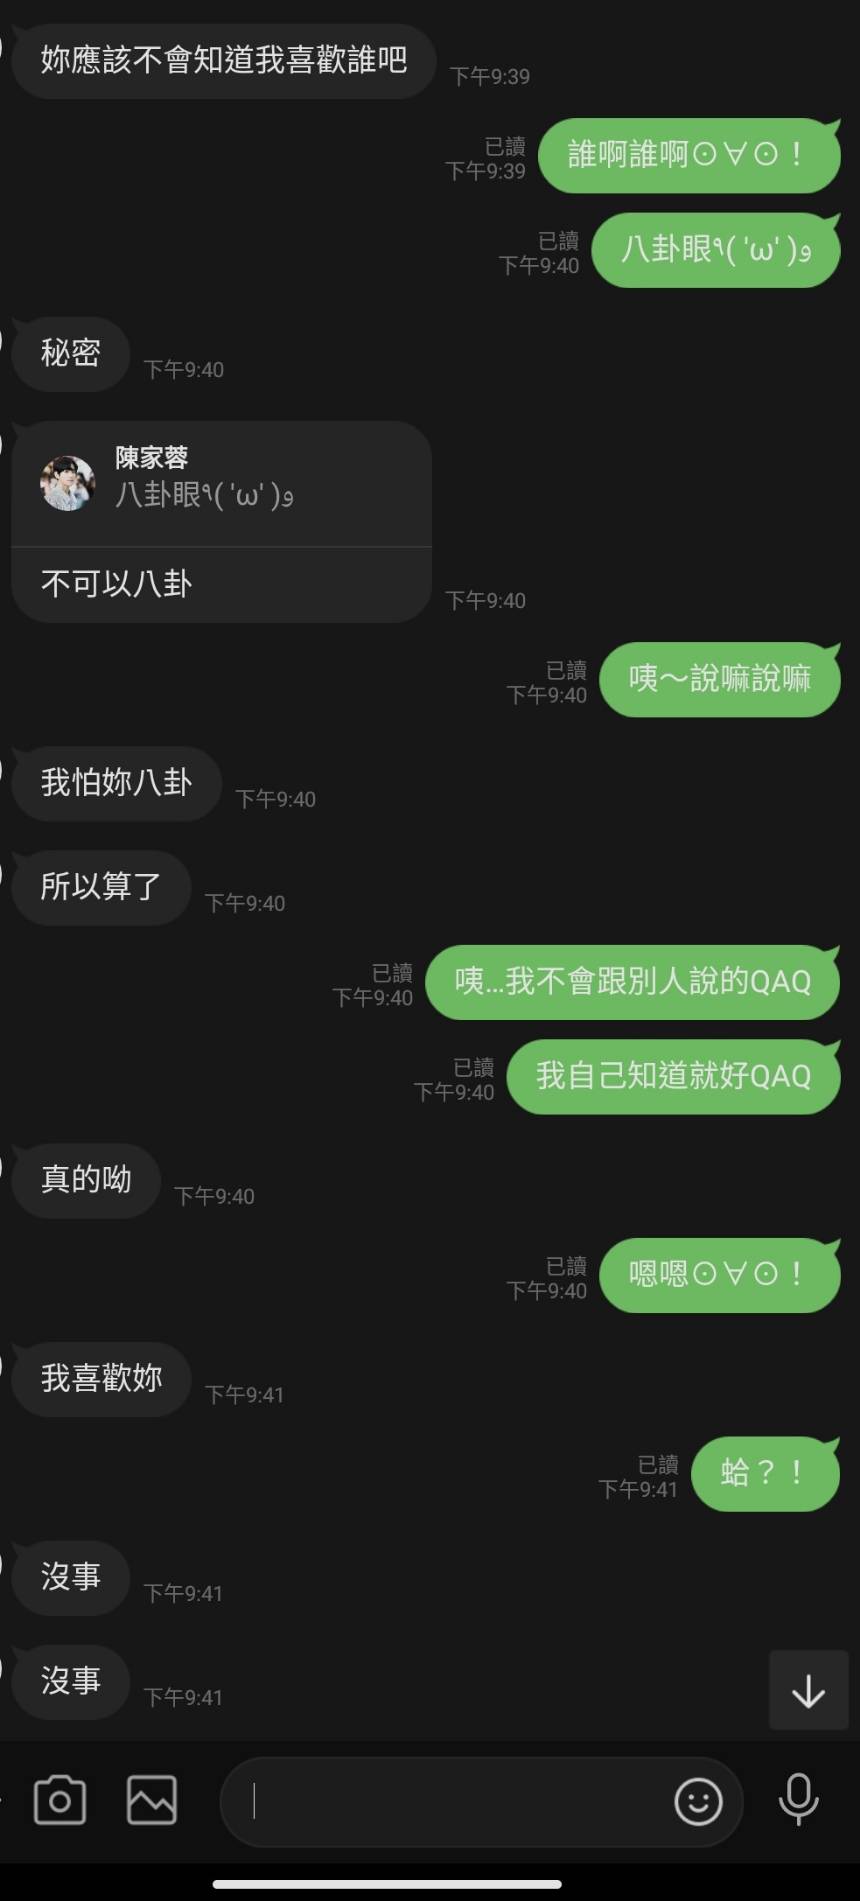 妳應該不會知道我喜歡誰吧
下午9:39
已讀
下午9:39
誰啊誰啊⊙∀⊙！
已讀
下午9:40
八卦眼٩( 'ω' )و
秘密
下午9:40
陳家蓉
八卦眼٩( 'ω' )و
不可以八卦
下午9:40
已讀
下午9:40
咦～說嘛說嘛
我怕妳八卦
下午9:40
所以算了
下午9:40
已讀
下午9:40
咦...我不會跟別人說的QAQ
已讀
下午9:40
我自己知道就好QAQ
真的呦
下午9:40
已讀
下午9:40
嗯嗯⊙∀⊙！
我喜歡妳
下午9:41
已讀
下午9:41
蛤？！
沒事
下午9:41
沒事
下午9:41